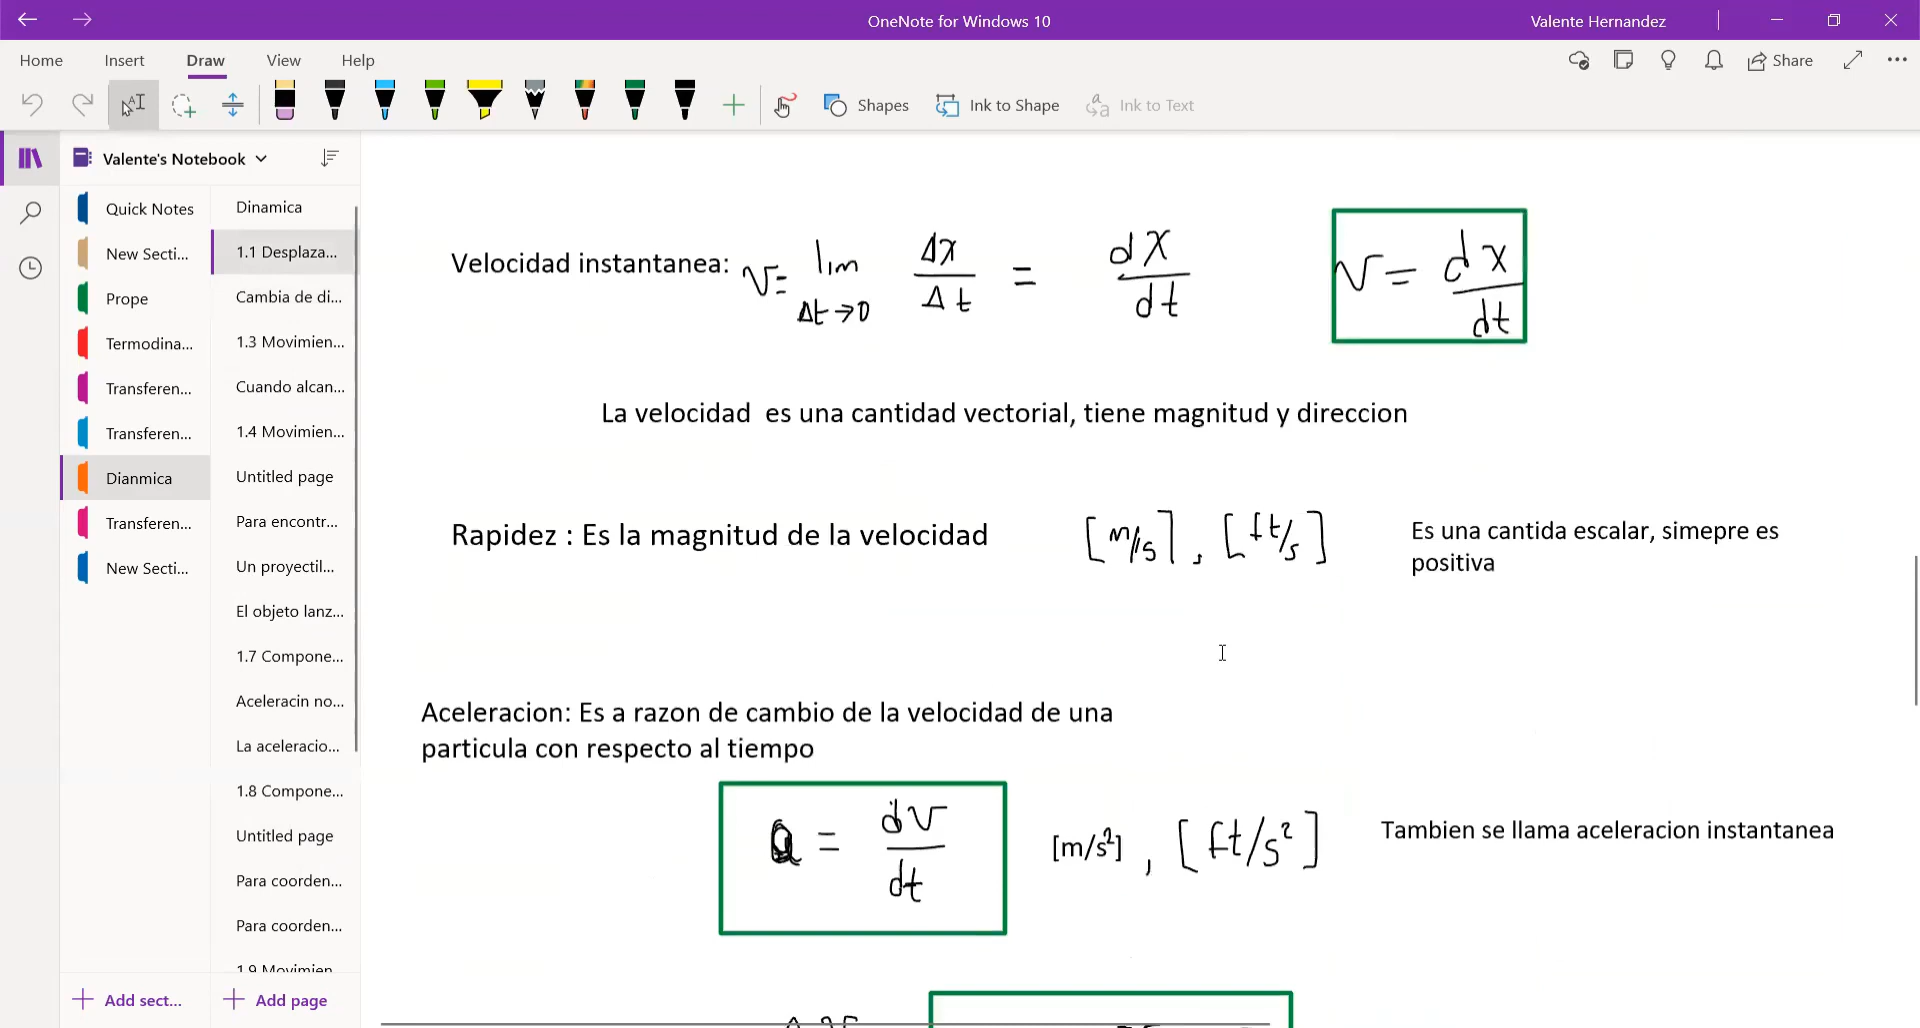 OneNote for Windows 10
Valente Hernandez
Home Insert Draw View Help
Share
Shapes Ink to Shape Ink to Text
Valente's Notebook
Quick Notes
New Secti...
Prope
Termodina...
Transferen...
Transferen...
Dianmica
Transferen...
New Secti...
Add sect...
Dinamica
1.1 Desplaza...
Cambia de di...
1.3 Movimien...
Cuando alcan...
1.4 Movimien...
Untitled page
Para encontr...
Un proyectil...
El objeto lanz...
1.7 Compone...
Aceleracin no...
La aceleracio...
1.8 Compone...
Untitled page
Para coorden...
Para coorden...
1.9 Movimien
Add page
Velocidad instantanea: v= lim Δt→0 Δx/Δt = dx/dt
v = dx/dt
La velocidad es una cantidad vectorial, tiene magnitud y direccion
Rapidez : Es la magnitud de la velocidad [m/s], [ft/s]
Es una cantida escalar, simepre es
positiva
Aceleracion: Es a razon de cambio de la velocidad de una
particula con respecto al tiempo
a = dv/dt [m/s²], [ft/s²]
Tambien se llama aceleracion instantanea